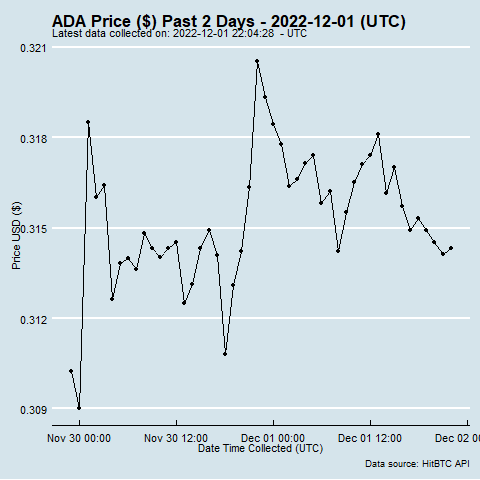 ADA Price ($) Past 2 Days - 2022-12-01 (UTC)
Latest data collected on: 2022-12-01 22:04:28 - UTC
0.321
0.318
0.315
0.312
0.309
Price USD ($)
Nov 30 00:00 Nov 30 12:00 Dec 01 00:00 Dec 01 12:00 Dec 02 0
Date Time Collected (UTC)
Data source: HitBTC API